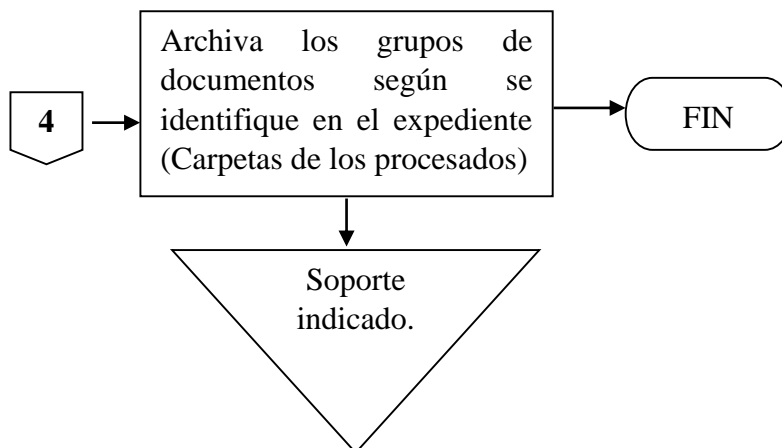 4
Archiva los grupos de
documentos según se
identifique en el expediente
(Carpetas de los procesados)
FIN
Soporte
indicado.